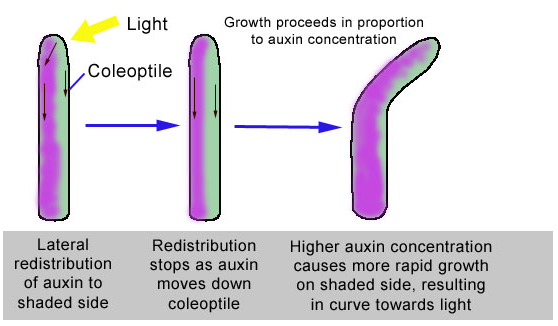 Light
Growth proceeds in proportion
to auxin concentration
Coleoptile
Lateral
redistribution
of auxin to
shaded side
Redistribution
stops as auxin
moves down
coleoptile
Higher auxin concentration
causes more rapid growth
on shaded side, resulting
in curve towards light